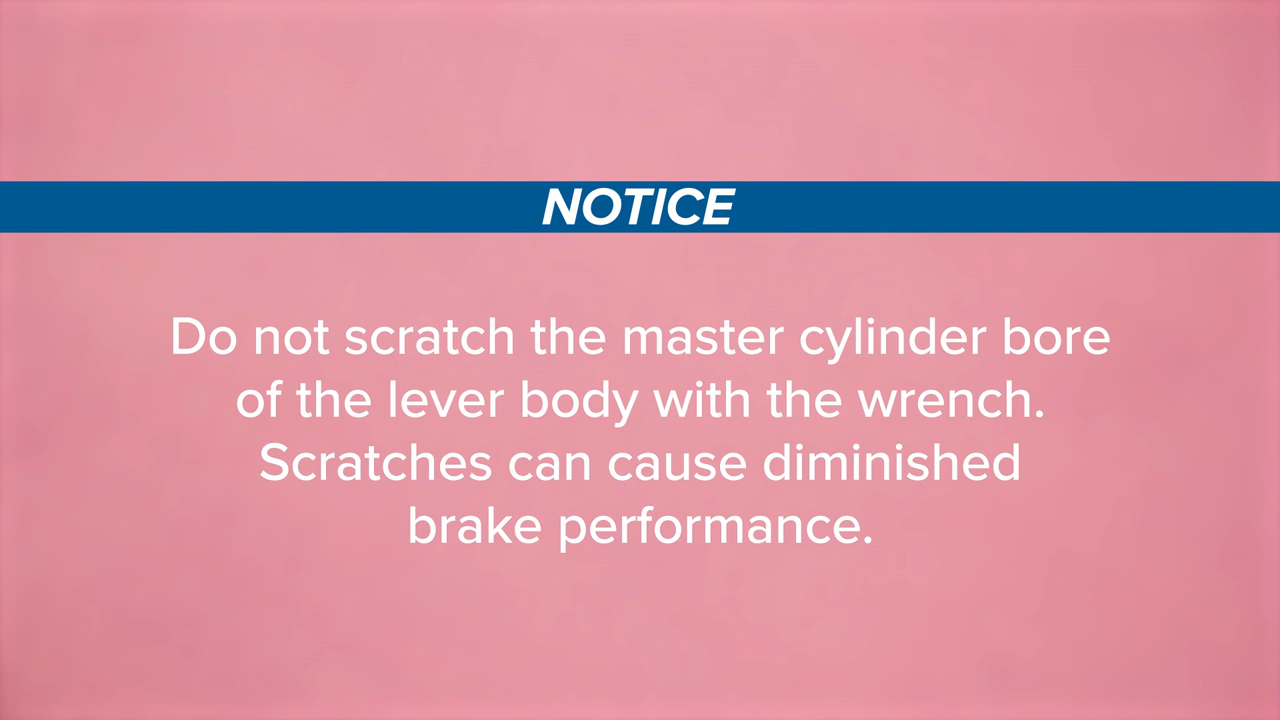 NOTICE
Do not scratch the master cylinder bore
of the lever body with the wrench.
Scratches can cause diminished
brake performance.